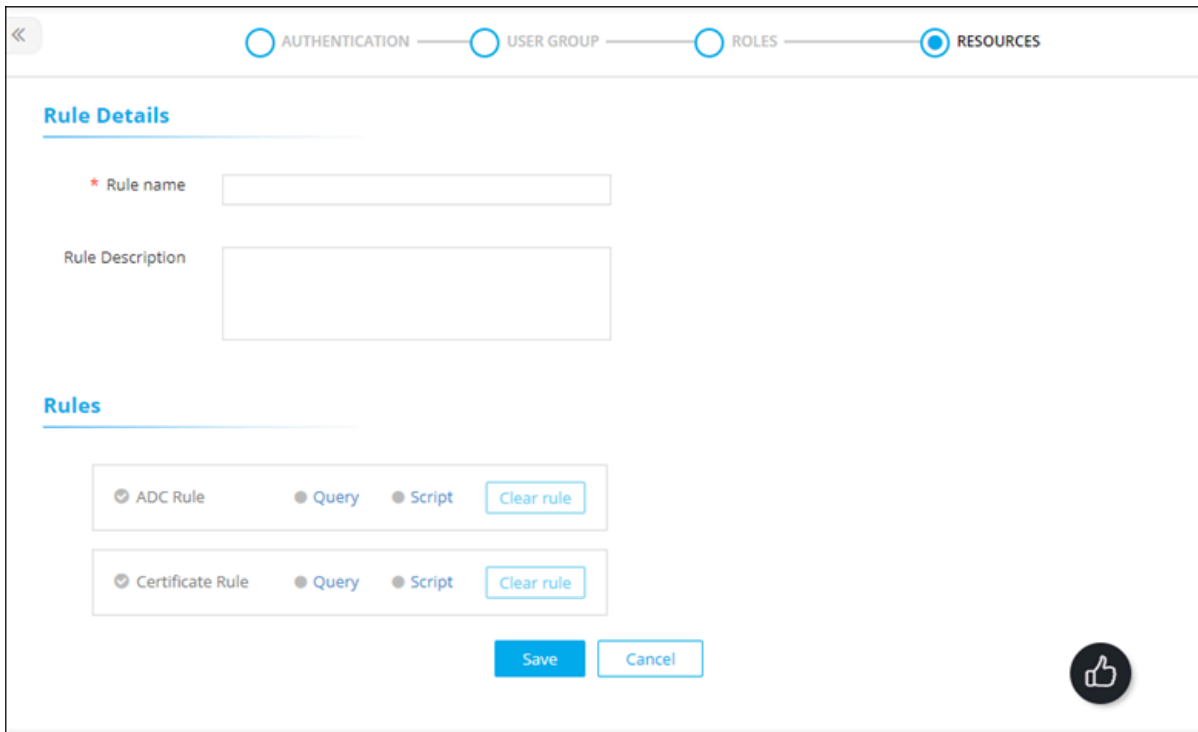 AUTHENTICATION USER GROUP ROLES RESOURCES
Rule Details
* Rule name
Rule Description
Rules
ADC Rule Query Script Clear rule
Certificate Rule Query Script Clear rule
Save Cancel